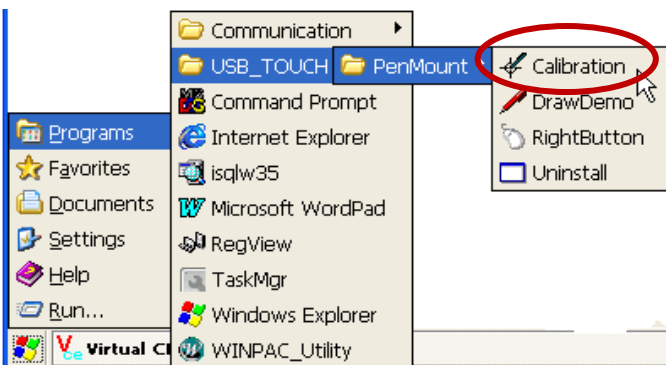 Programs
Favorites
Documents
Settings
Help
Run...
Virtual C
Communication
USB_TOUCH
Command Prompt
Internet Explorer
isqlw35
Microsoft WordPad
RegView
TaskMgr
Windows Explorer
WINPAC_Utility
PenMount
Calibration
DrawDemo
RightButton
Uninstall